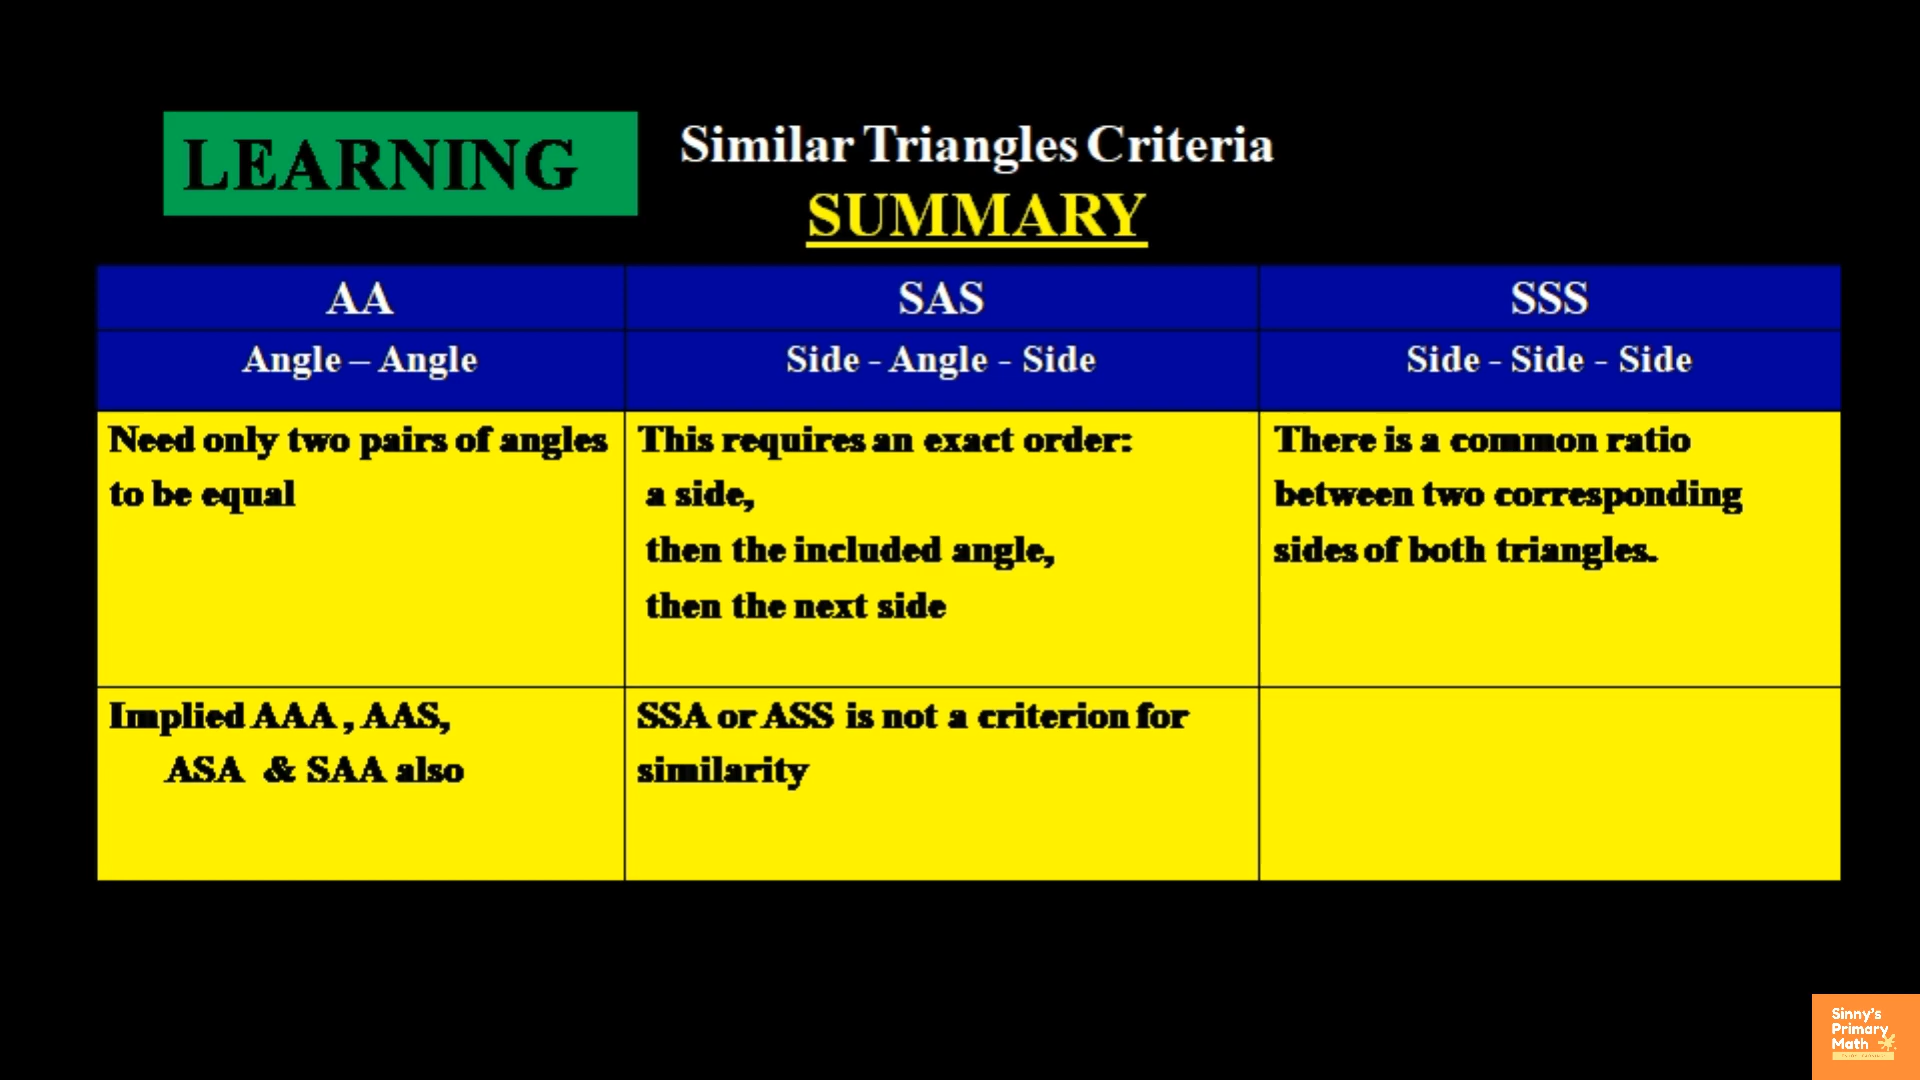 LEARNING
Similar Triangles Criteria
SUMMARY
AA
SAS
SSS
Angle – Angle
Side - Angle - Side
Side - Side - Side
Need only two pairs of angles
to be equal
This requires an exact order:
a side,
then the included angle,
then the next side
There is a common ratio
between two corresponding
sides of both triangles.
Implied AAA , AAS,
ASA & SAA also
SSA or ASS is not a criterion for
similarity
Sinny's
Primary
Math